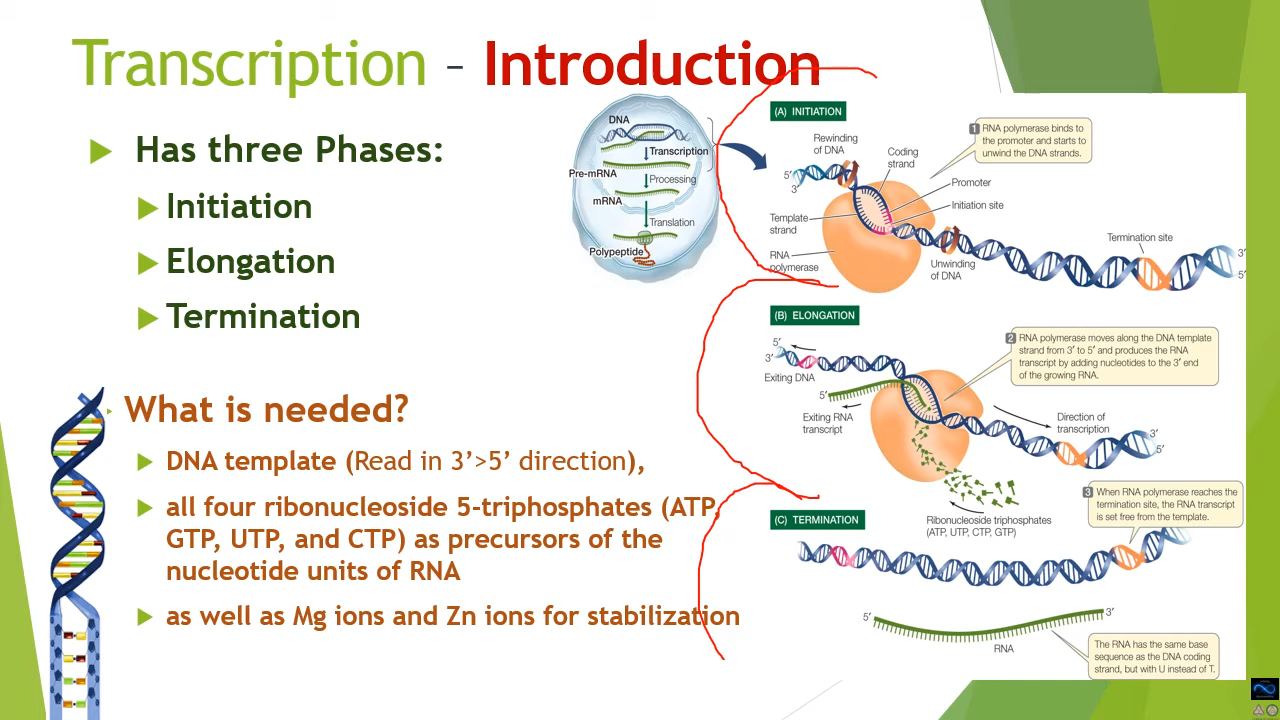 Transcription – Introduction
Has three Phases:
Initiation
Elongation
Termination
What is needed?
DNA template (Read in 3’>5’ direction),
all four ribonucleoside 5-triphosphates (ATP,
GTP, UTP, and CTP) as precursors of the
nucleotide units of RNA
as well as Mg ions and Zn ions for stabilization
DNA
Transcription
Pre-mRNA
Processing
mRNA
Translation
Polypeptide
(A) INITIATION
1 RNA polymerase binds to
the promoter and starts to
unwind the DNA strands.
Rewinding
of DNA
Coding
strand
5′
3′
Promoter
Initiation site
Template
strand
RNA
polymerase
Unwinding
of DNA
Termination site
3′
5′
(B) ELONGATION
2 RNA polymerase moves along the DNA template
strand from 3′ to 5′ and produces the RNA
transcript by adding nucleotides to the 3′ end
of the growing RNA.
5′
3′
Exiting DNA
5′
Exiting RNA
transcript
Direction of
transcription
3′
5′
Ribonucleoside triphosphates
(ATP, UTP, CTP, GTP)
(C) TERMINATION
3 When RNA polymerase reaches the
termination site, the RNA transcript
is set free from the template.
5′
3′
RNA
The RNA has the same base
sequence as the DNA coding
strand, but with U instead of T.